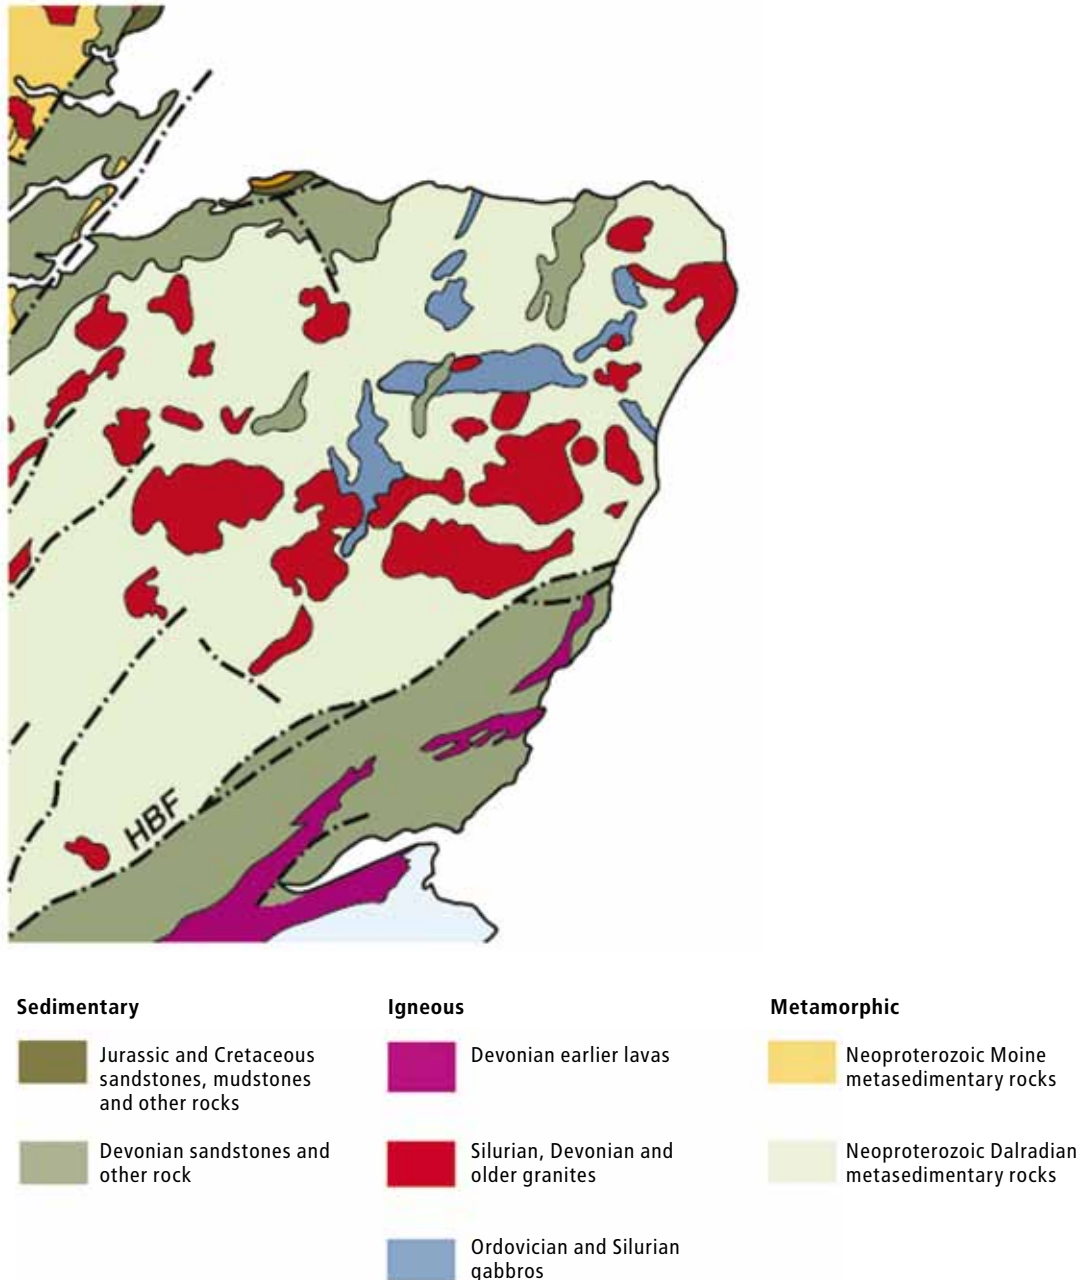 HBF
Sedimentary
Jurassic and Cretaceous
sandstones, mudstones
and other rocks
Devonian sandstones and
other rock
Igneous
Devonian earlier lavas
Silurian, Devonian and
older granites
Ordovician and Silurian
gabbros
Metamorphic
Neoproterozoic Moine
metasedimentary rocks
Neoproterozoic Dalradian
metasedimentary rocks